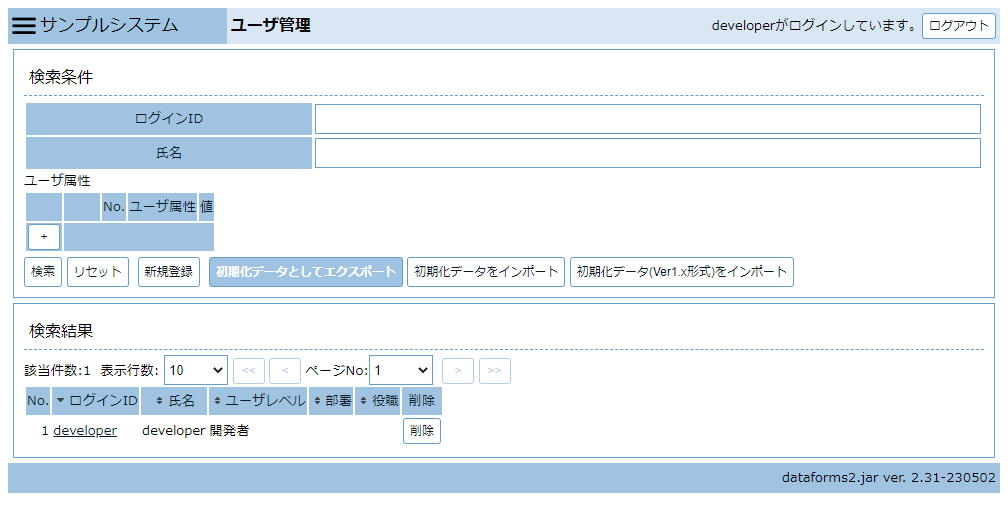 サンプルシステム ユーザ管理 developerがログインしています。 ログアウト
検索条件
ログインID
氏名
ユーザ属性
No. ユーザ属性 値
+
検索 リセット 新規登録 初期化データとしてエクスポート 初期化データをインポート 初期化データ(Ver1.x形式)をインポート
検索結果
該当件数:1 表示行数: 10 << < ページNo: 1 > >>
No. ログインID 氏名 ユーザレベル 部署 役職 削除
1 developer developer 開発者 削除
dataforms2.jar ver. 2.31-230502